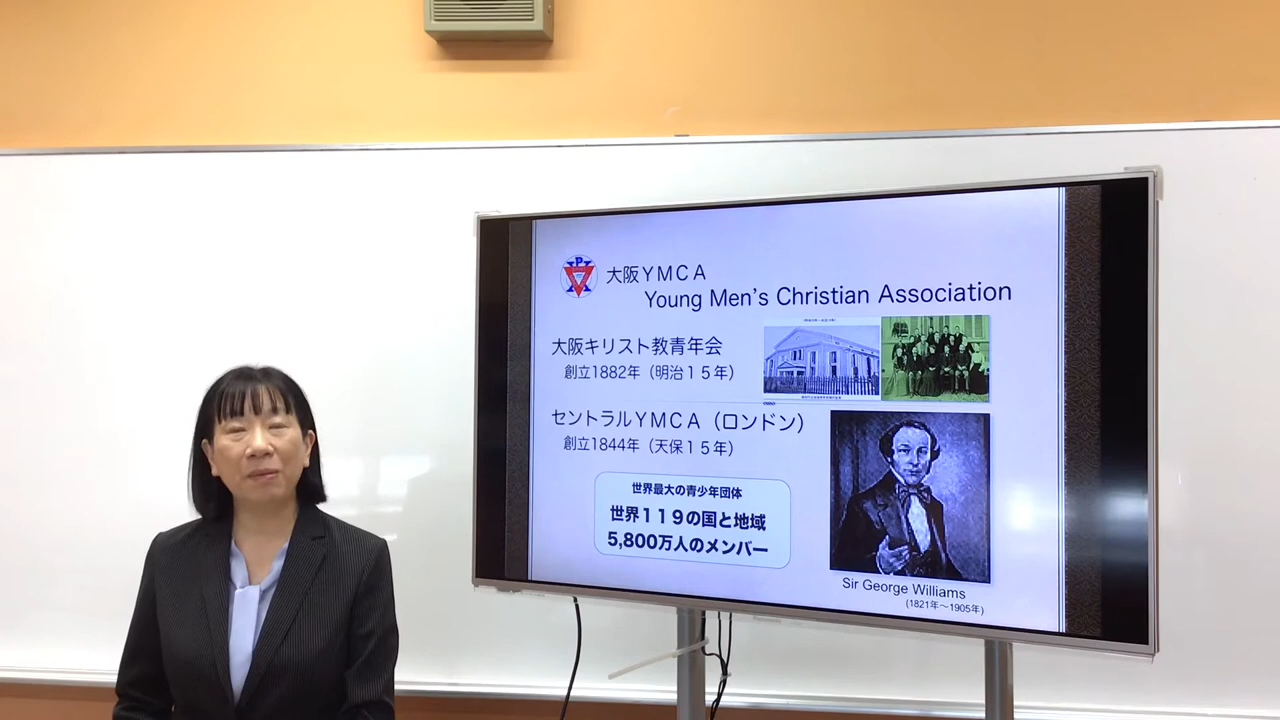 大阪ＹＭＣＡ
Young Men's Christian Association
大阪キリスト教青年会
創立1882年（明治１５年）
セントラルＹＭＣＡ（ロンドン）
創立1844年（天保１５年）
世界最大の青少年団体
世界１１９の国と地域
5,800万人のメンバー
Sir George Williams
(1821年～1905年)